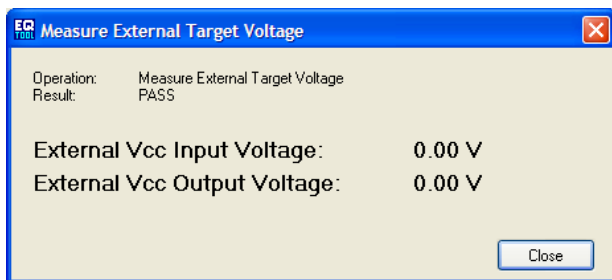 EQ TOOL Measure External Target Voltage
Operation: Measure External Target Voltage
Result: PASS
External Vcc Input Voltage: 0.00 V
External Vcc Output Voltage: 0.00 V
Close